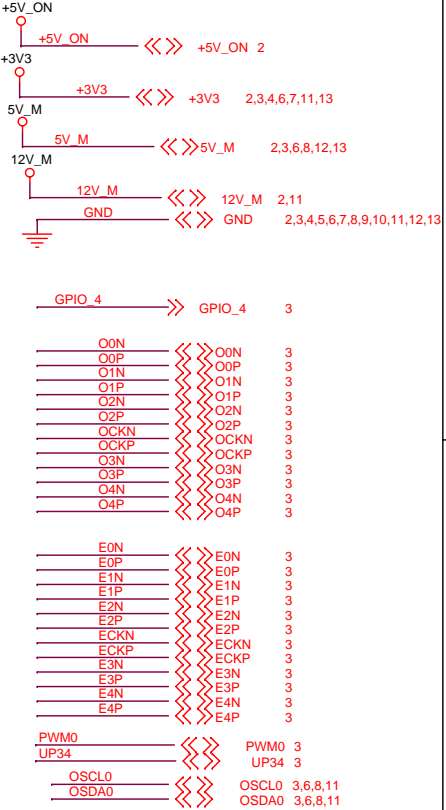 +5V_ON
+5V_ON +5V_ON 2
+3V3
+3V3 +3V3 2,3,4,6,7,11,13
5V_M
5V_M 5V_M 2,3,6,8,12,13
12V_M
12V_M 12V_M 2,11
GND GND 2,3,4,5,6,7,8,9,10,11,12,13
GPIO_4 GPIO_4 3
O0N O0N 3
O0P O0P 3
O1N O1N 3
O1P O1P 3
O2N O2N 3
O2P O2P 3
OCKN OCKN 3
OCKP OCKP 3
O3N O3N 3
O3P O3P 3
O4N O4N 3
O4P O4P 3
E0N E0N 3
E0P E0P 3
E1N E1N 3
E1P E1P 3
E2N E2N 3
E2P E2P 3
ECKN ECKN 3
ECKP ECKP 3
E3N E3N 3
E3P E3P 3
E4N E4N 3
E4P E4P 3
PWM0 PWM0 3
UP34 UP34 3
OSCL0 OSCL0 3,6,8,11
OSDA0 OSDA0 3,6,8,11